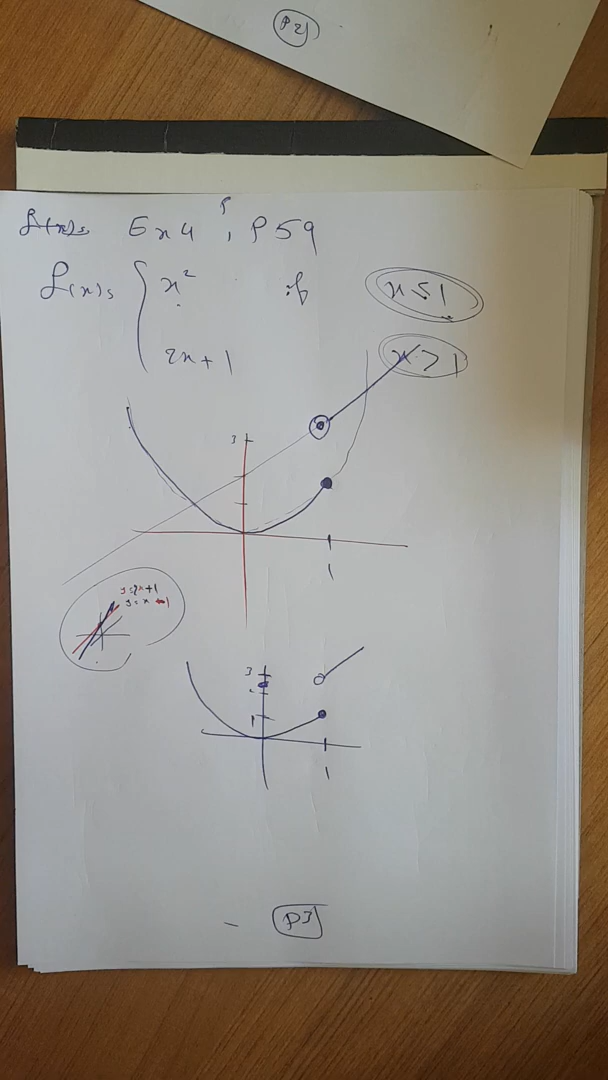 P2
f(x)= Ex 4, P 59
f(x)= { x² if x≤1
2x+1 x>1
3
1
y=2x+1
y=x+1
3
2
1
1
- P3